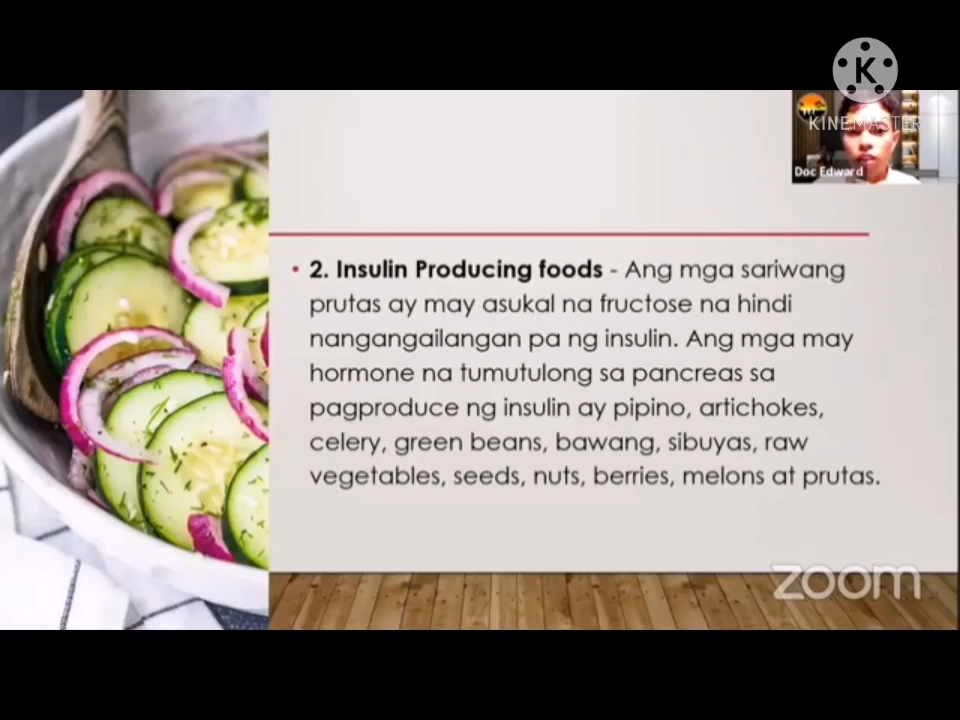 K
KINEMASTER
Doc Edward
• 2. Insulin Producing foods - Ang mga sariwang
prutas ay may asukal na fructose na hindi
nangangailangan pa ng insulin. Ang mga may
hormone na tumutulong sa pancreas sa
pagproduce ng insulin ay pipino, artichokes,
celery, green beans, bawang, sibuyas, raw
vegetables, seeds, nuts, berries, melons at prutas.
zoom